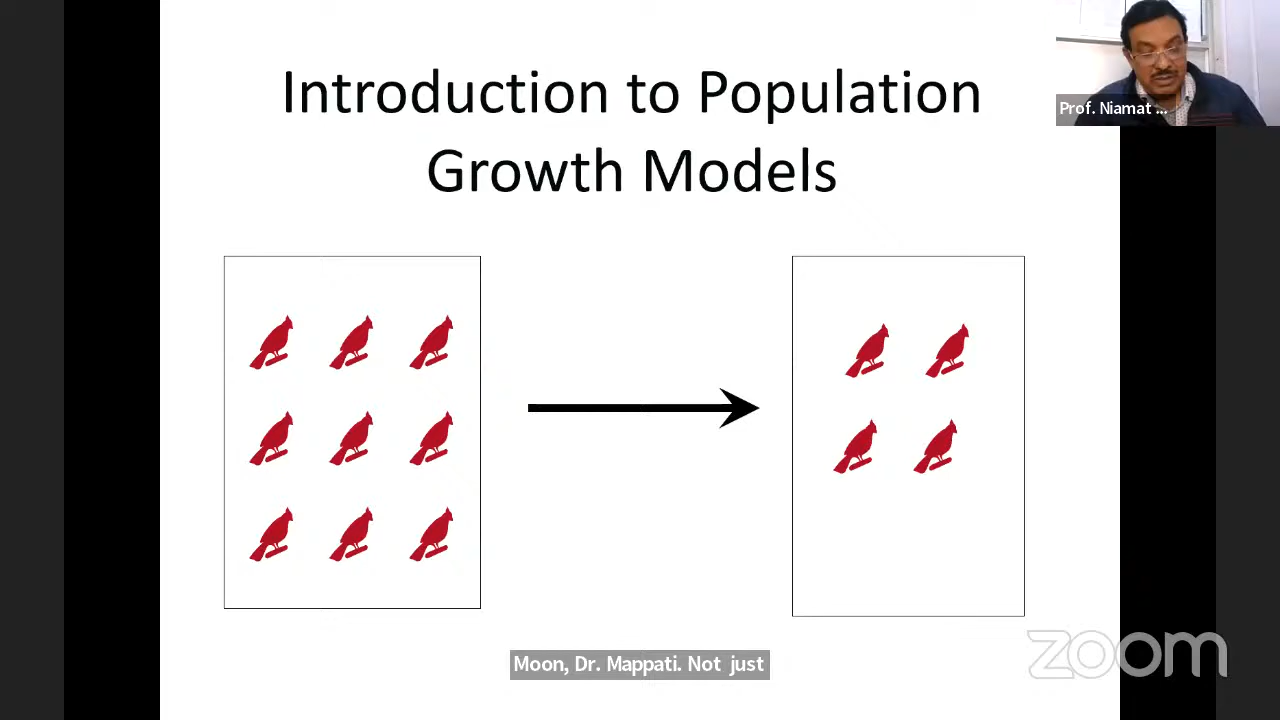 Introduction to Population
Growth Models
Prof. Niamat ...
Moon, Dr. Mappati. Not just
zoom